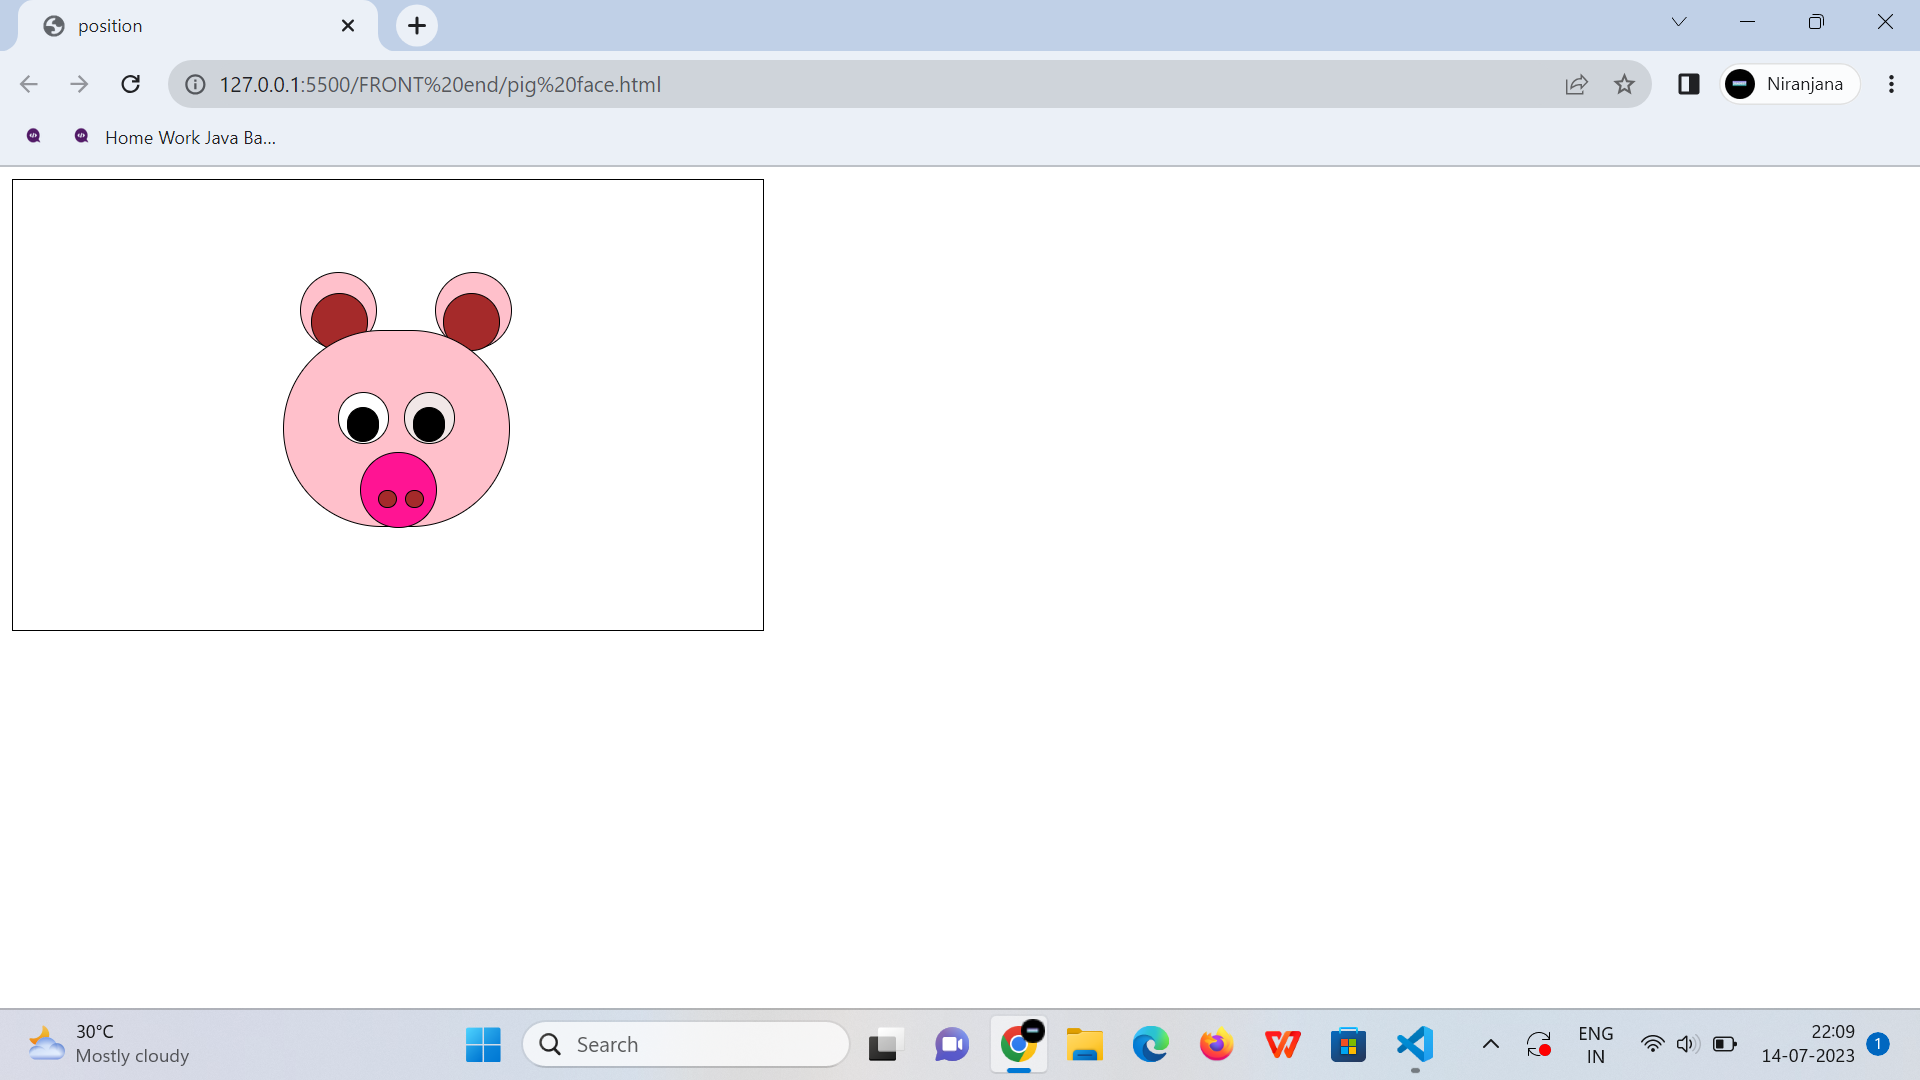 position
127.0.0.1:5500/FRONT%20end/pig%20face.html
Niranjana
Home Work Java Ba...
30°C
Mostly cloudy
Search
ENG
IN
22:09
14-07-2023
1